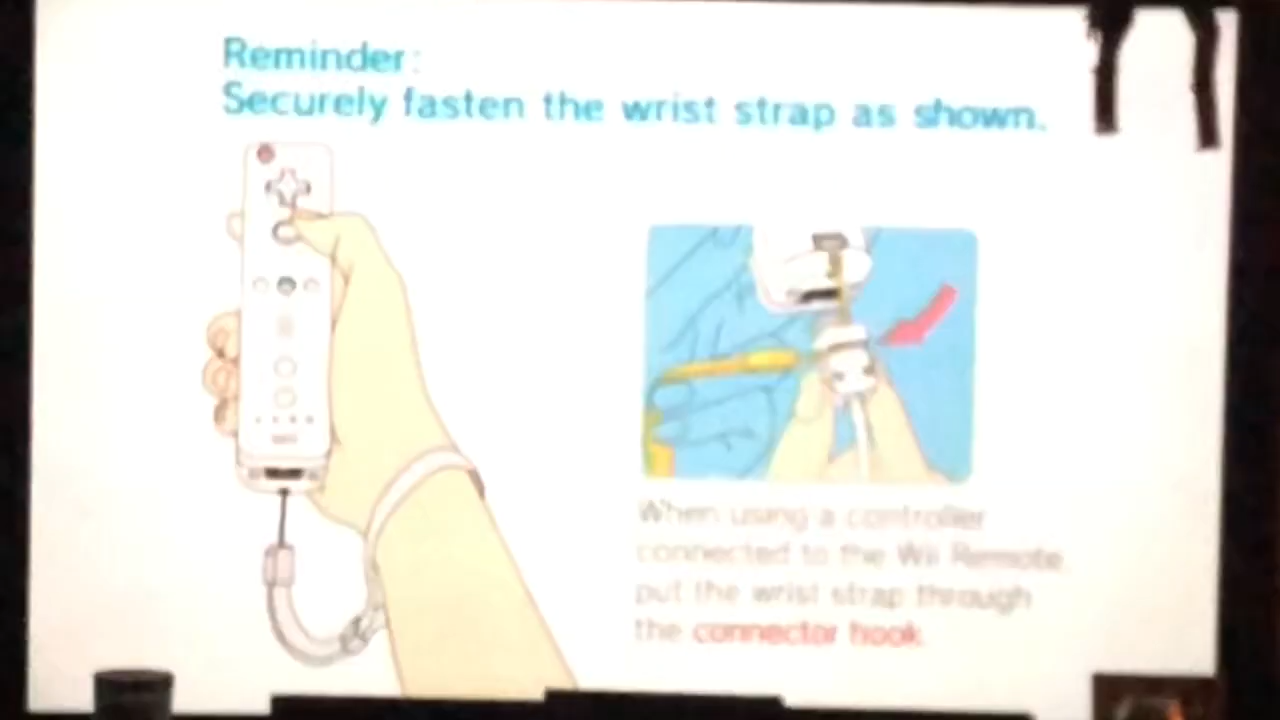 Reminder:
Securely fasten the wrist strap as shown.
When using a controller
connected to the Wii Remote
put the wrist strap through
the connector hook